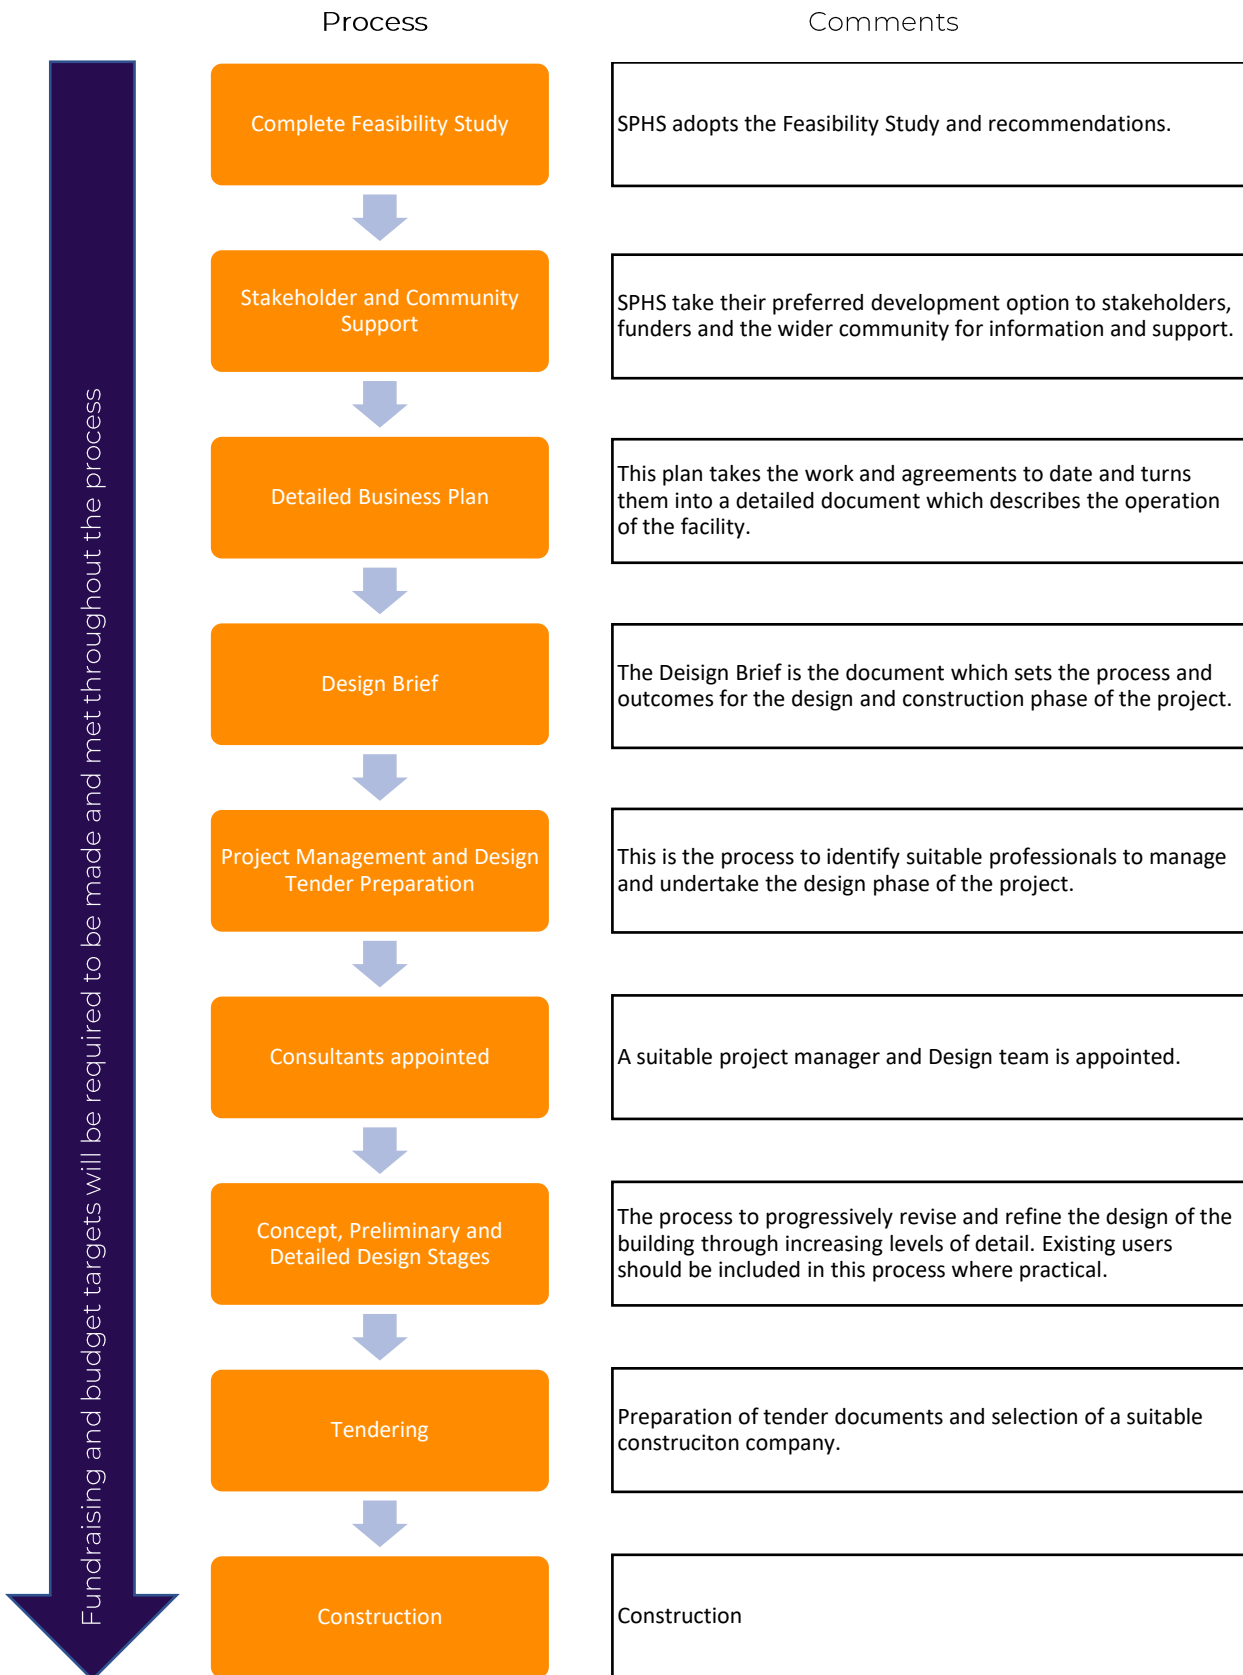 Process
Comments
Fundraising and budget targets will be required to be made and met throughout the process
Complete Feasibility Study
SPHS adopts the Feasibility Study and recommendations.
Stakeholder and Community
Support
SPHS take their preferred development option to stakeholders,
funders and the wider community for information and support.
Detailed Business Plan
This plan takes the work and agreements to date and turns
them into a detailed document which describes the operation
of the facility.
Design Brief
The Deisign Brief is the document which sets the process and
outcomes for the design and construction phase of the project.
Project Management and Design
Tender Preparation
This is the process to identify suitable professionals to manage
and undertake the design phase of the project.
Consultants appointed
A suitable project manager and Design team is appointed.
Concept, Preliminary and
Detailed Design Stages
The process to progressively revise and refine the design of the
building through increasing levels of detail. Existing users
should be included in this process where practical.
Tendering
Preparation of tender documents and selection of a suitable
construciton company.
Construction
Construction